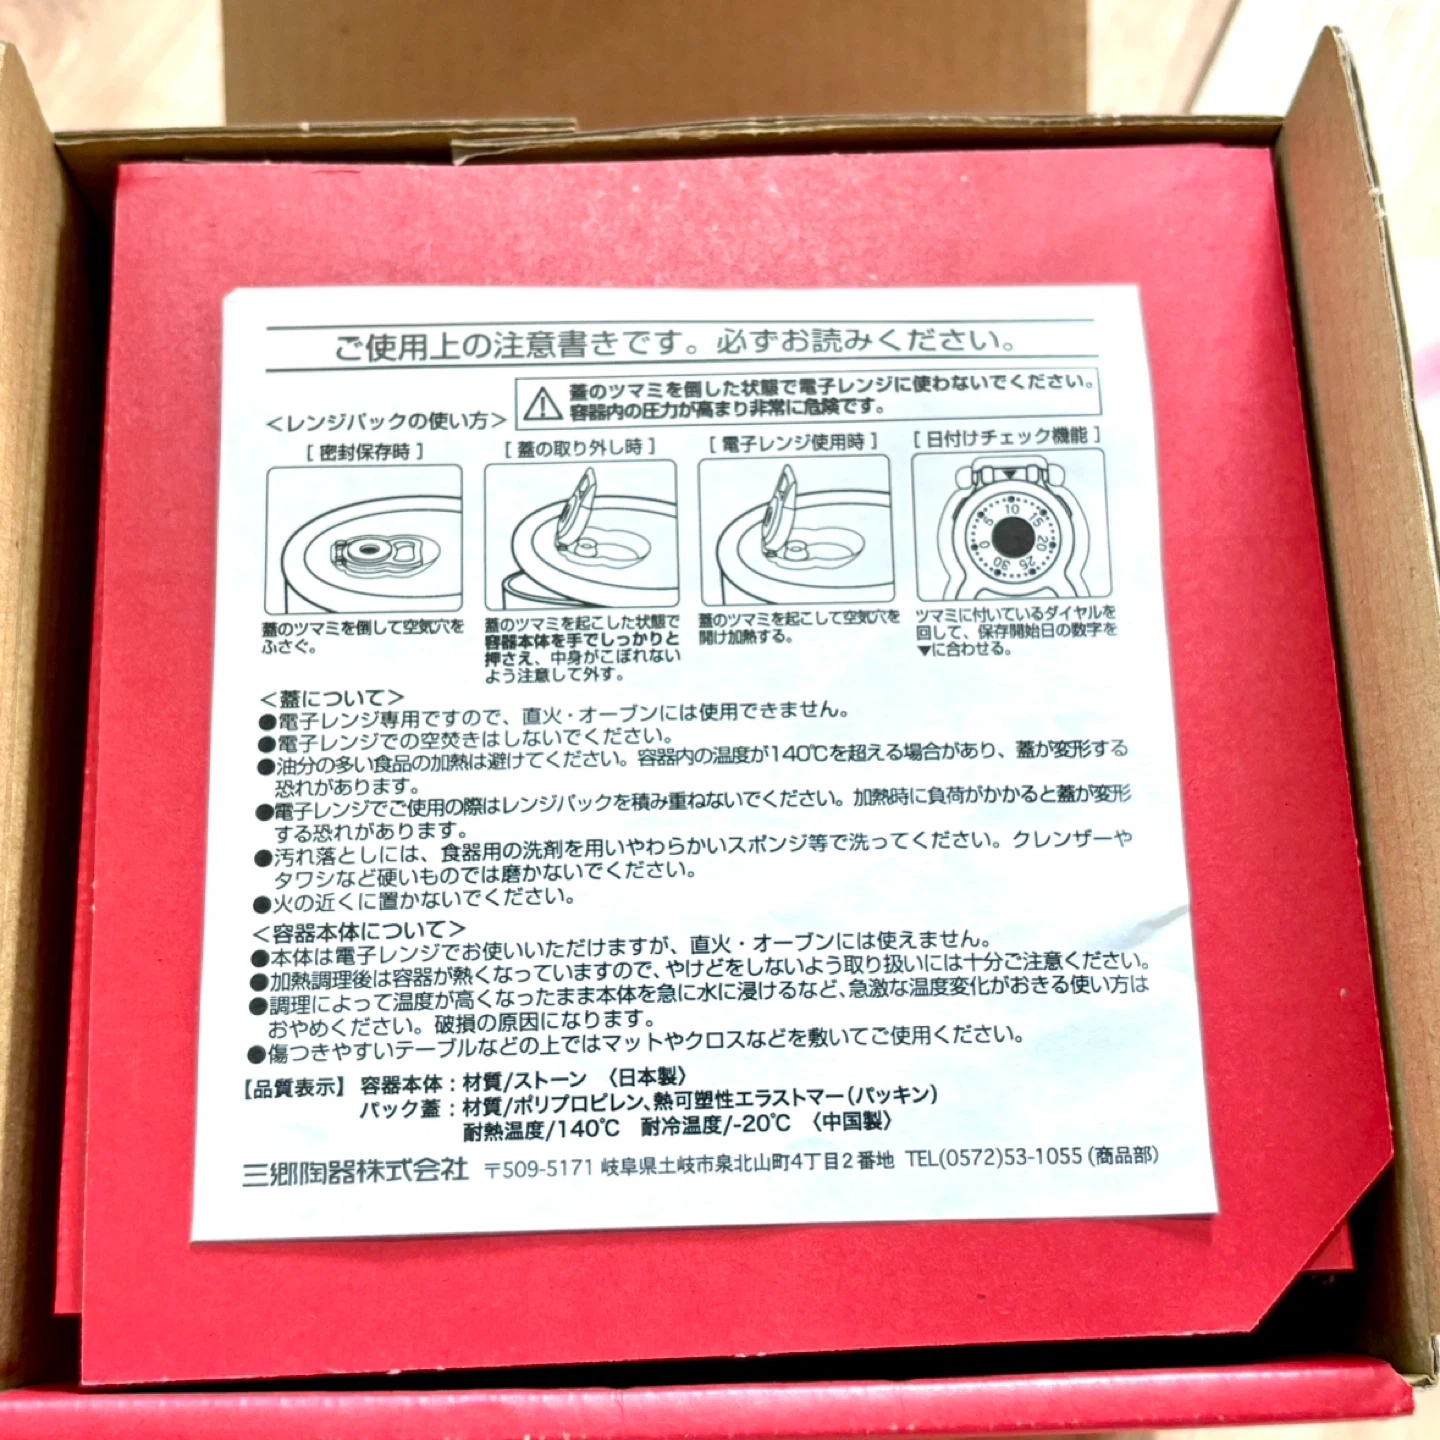 ご使用上の注意書きです。必ずお読みください。
<レンジパックの使い方>
蓋のツマミを倒した状態で電子レンジに使わないでください。
容器内の圧力が高まり非常に危険です。
[密封保存時]
蓋のツマミを倒して空気穴を
ふさぐ。
[蓋の取り外し時]
蓋のツマミを起こした状態で
容器本体を手でしっかりと
押さえ、中身がこぼれない
よう注意して外す。
[電子レンジ使用時]
蓋のツマミを起こして空気穴を
開け加熱する。
[日付けチェック機能]
0 5 10 15 20 25 30
ツマミに付いているダイヤルを
回して、保存開始日の数字を
▼に合わせる。
<蓋について>
●電子レンジ専用ですので、直火・オーブンには使用できません。
●電子レンジでの空焚きはしないでください。
●油分の多い食品の加熱は避けてください。容器内の温度が140℃を超える場合があり、蓋が変形する
恐れがあります。
●電子レンジでご使用の際はレンジパックを積み重ねないでください。加熱時に負荷がかかると蓋が変形
する恐れがあります。
●汚れ落としには、食器用の洗剤を用いやわらかいスポンジ等で洗ってください。クレンザーや
タワシなど硬いものでは磨かないでください。
●火の近くに置かないでください。
<容器本体について>
●本体は電子レンジでお使いいただけますが、直火・オーブンには使えません。
●加熱調理後は容器が熱くなっていますので、やけどをしないよう取り扱いには十分ご注意ください。
●調理によって温度が高くなったまま本体を急に水に浸けるなど、急激な温度変化がおきる使い方は
おやめください。破損の原因になります。
●傷つきやすいテーブルなどの上ではマットやクロスなどを敷いてご使用ください。
【品質表示】 容器本体：材質/ストーン 〈日本製〉
パック蓋：材質/ポリプロピレン、熱可塑性エラストマー(パッキン)
耐熱温度/140℃ 耐冷温度/-20℃ 〈中国製〉
三郷陶器株式会社 〒509-5171 岐阜県土岐市泉北山町4丁目2番地 TEL(0572)53-1055(商品部)